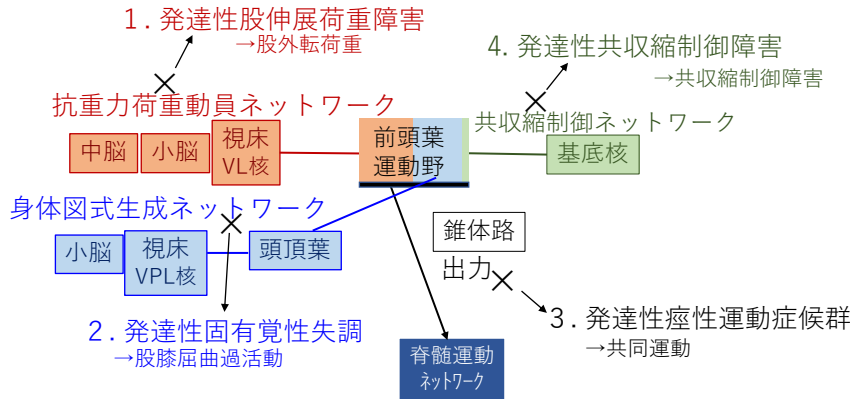 1. 発達性股伸展荷重障害
→股外転荷重
4. 発達性共収縮制御障害
→共収縮制御障害
抗重力荷重動員ネットワーク
共収縮制御ネットワーク
中脳
小脳
視床
VL核
前頭葉
運動野
基底核
身体図式生成ネットワーク
小脳
視床
VPL核
頭頂葉
錐体路
出力
2. 発達性固有覚性失調
→股膝屈曲過活動
3. 発達性痙性運動症候群
→共同運動
脊髄運動
ネットワーク